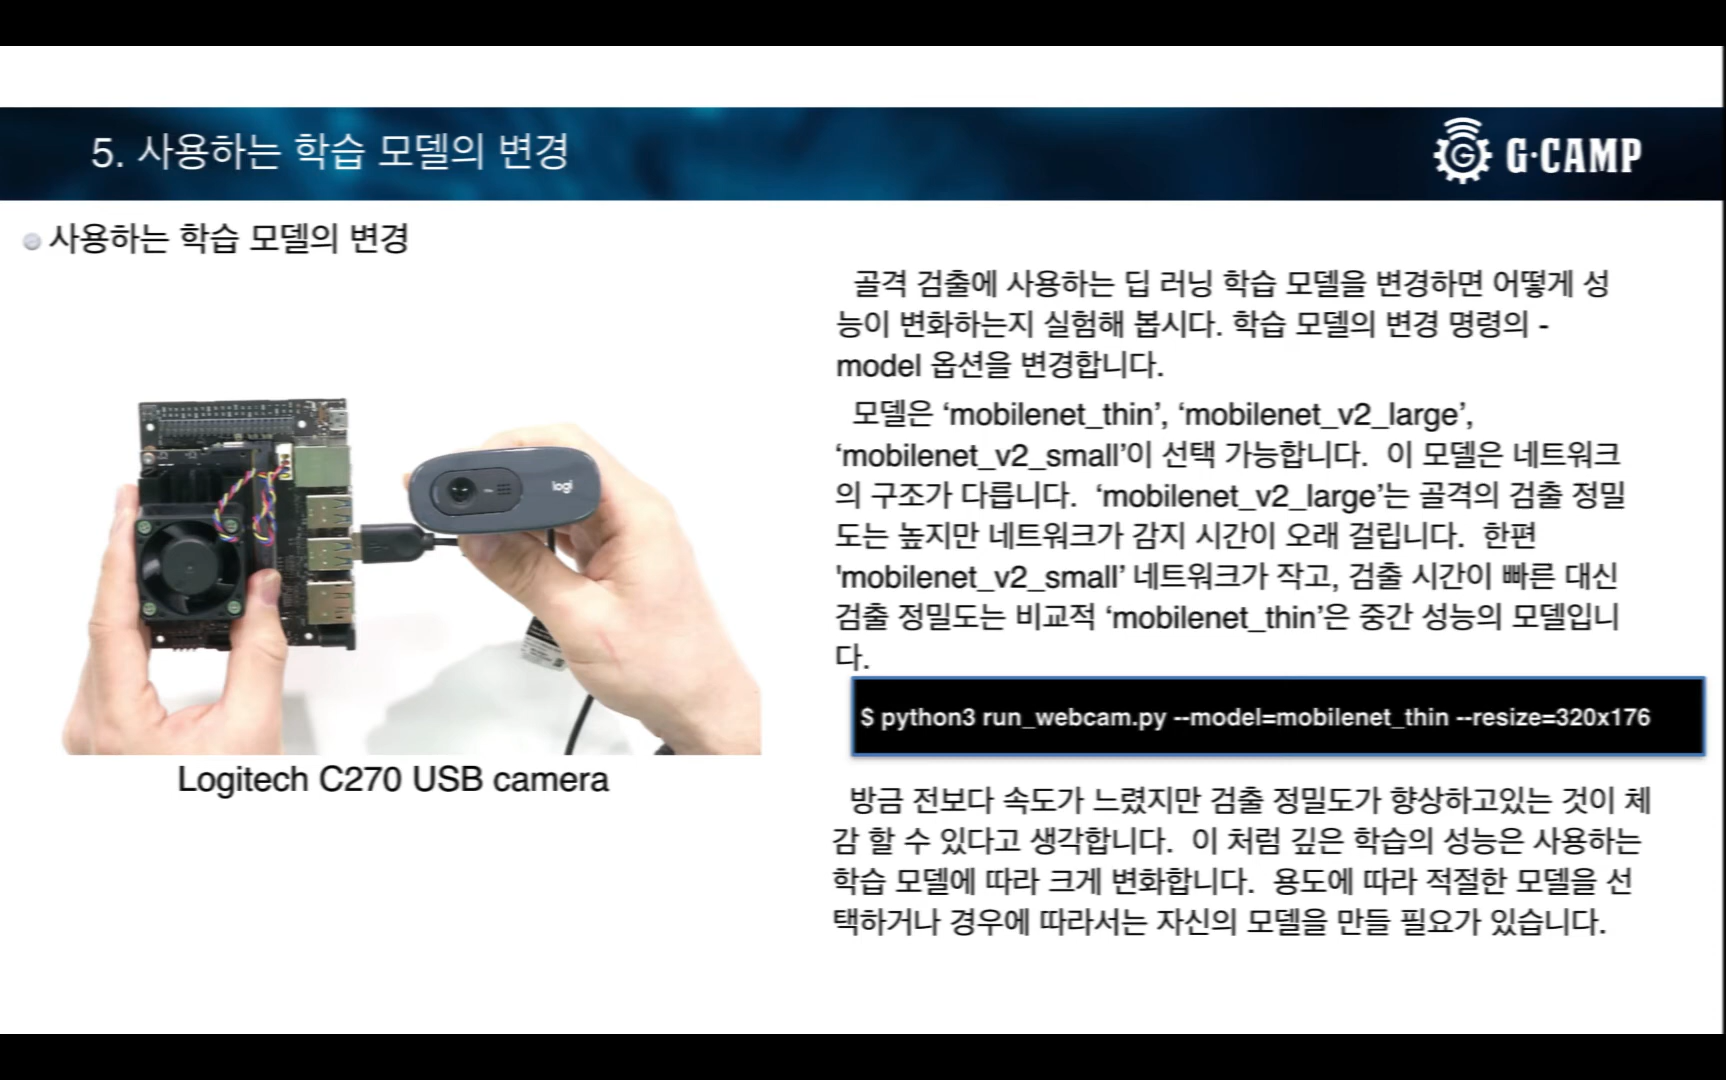 5. 사용하는 학습 모델의 변경
G·CAMP
사용하는 학습 모델의 변경
골격 검출에 사용하는 딥 러닝 학습 모델을 변경하면 어떻게 성
능이 변화하는지 실험해 봅시다. 학습 모델의 변경 명령의 -
model 옵션을 변경합니다.
모델은 ‘mobilenet_thin’, ‘mobilenet_v2_large’,
‘mobilenet_v2_small’이 선택 가능합니다. 이 모델은 네트워크
의 구조가 다릅니다. ‘mobilenet_v2_large’는 골격의 검출 정밀
도는 높지만 네트워크가 감지 시간이 오래 걸립니다. 한편
'mobilenet_v2_small’ 네트워크가 작고, 검출 시간이 빠른 대신
검출 정밀도는 비교적 ‘mobilenet_thin’은 중간 성능의 모델입니
다.
$ python3 run_webcam.py --model=mobilenet_thin --resize=320x176
logi
Logitech C270 USB camera
방금 전보다 속도가 느렸지만 검출 정밀도가 향상하고있는 것이 체
감 할 수 있다고 생각합니다. 이 처럼 깊은 학습의 성능은 사용하는
학습 모델에 따라 크게 변화합니다. 용도에 따라 적절한 모델을 선
택하거나 경우에 따라서는 자신의 모델을 만들 필요가 있습니다.